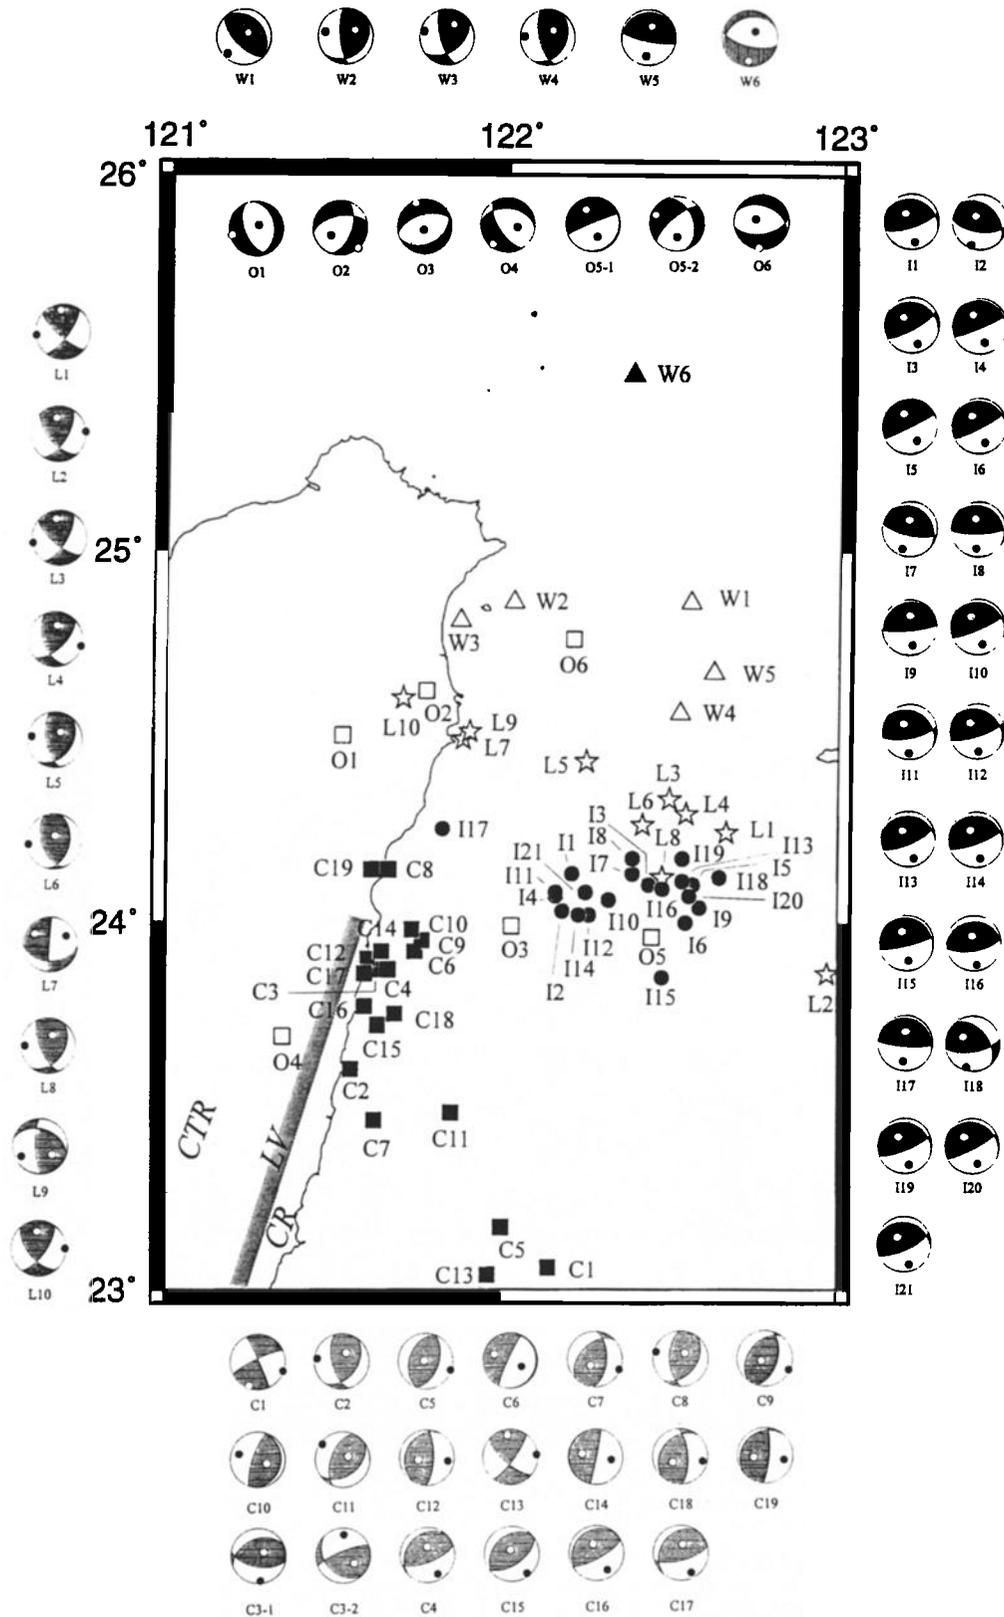 W1 W2 W3 W4 W5 W6
121° 122° 123°
26°
O1 O2 O3 O4 O5-1 O5-2 O6
I1 I2
L1
W6
I3 I4
L2
I5 I6
25°
L3
I7 I8
W2 W1
W3
O6
L4
W5
I9 I10
O2
L10
W4
L9
O1
L7
L5
L5
I11 I12
L3
L6 L4
I3
L8 L1
I17 I8 I13
L6
I1 I19
I21 I7 I5
C19 C8
I11 I18
I13 I14
I4 I16 I20
C14 C10 I10 I9
24°
C9 O3 I12 O5 I6
C12
C6
C17 I14
L7
C3 C4 I2 I15
I15 I16
C16 C18 L2
O4 C15
L8
C2
I17 I18
C7 C11
CTR
LV
L9
I19 I20
CR
C5
C13 C1
L10
23°
I21
C1 C2 C5 C6 C7 C8 C9
C10 C11 C12 C13 C14 C18 C19
C3-1 C3-2 C4 C15 C16 C17